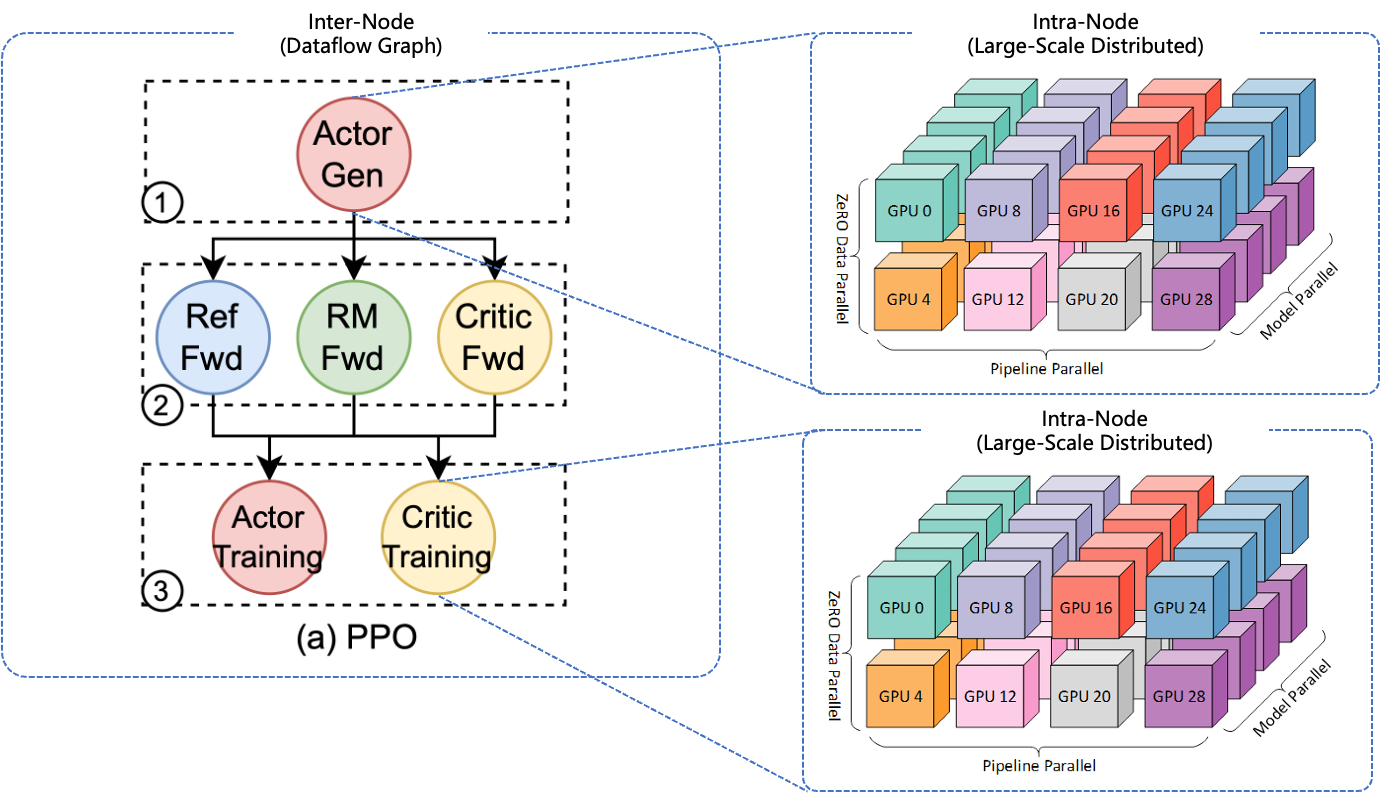 Inter-Node
(Dataflow Graph)
Actor
Gen
1
Ref
Fwd
RM
Fwd
Critic
Fwd
2
Actor
Training
Critic
Training
3
(a) PPO
Intra-Node
(Large-Scale Distributed)
ZeRO Data Parallel
GPU 0
GPU 8
GPU 16
GPU 24
GPU 4
GPU 12
GPU 20
GPU 28
Model Parallel
Pipeline Parallel
Intra-Node
(Large-Scale Distributed)
ZeRO Data Parallel
GPU 0
GPU 8
GPU 16
GPU 24
GPU 4
GPU 12
GPU 20
GPU 28
Model Parallel
Pipeline Parallel